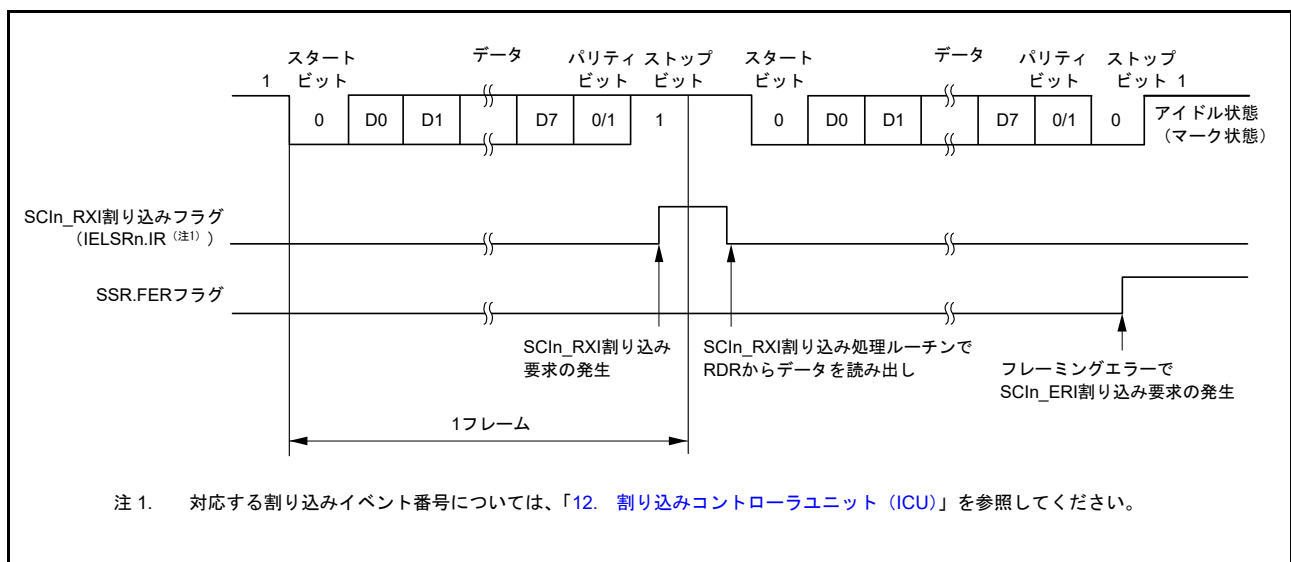 スタート
ビット
データ
パリティ
ビット
ストップ
ビット
スタート
ビット
データ
パリティ
ビット
ストップ
ビット
1
1
0
D0
D1
D7
0/1
1
0
D0
D1
D7
0/1
0
アイドル状態
(マーク状態)
SCIn_RXI割り込みフラグ
(IELSRn.IR (注1) )
SSR.FERフラグ
SCIn_RXI割り込み
要求の発生
SCIn_RXI割り込み処理ルーチンで
RDRからデータを読み出し
フレーミングエラーで
SCIn_ERI割り込み要求の発生
1フレーム
注 1. 対応する割り込みイベント番号については、「12. 割り込みコントローラユニット(ICU)」を参照してください。